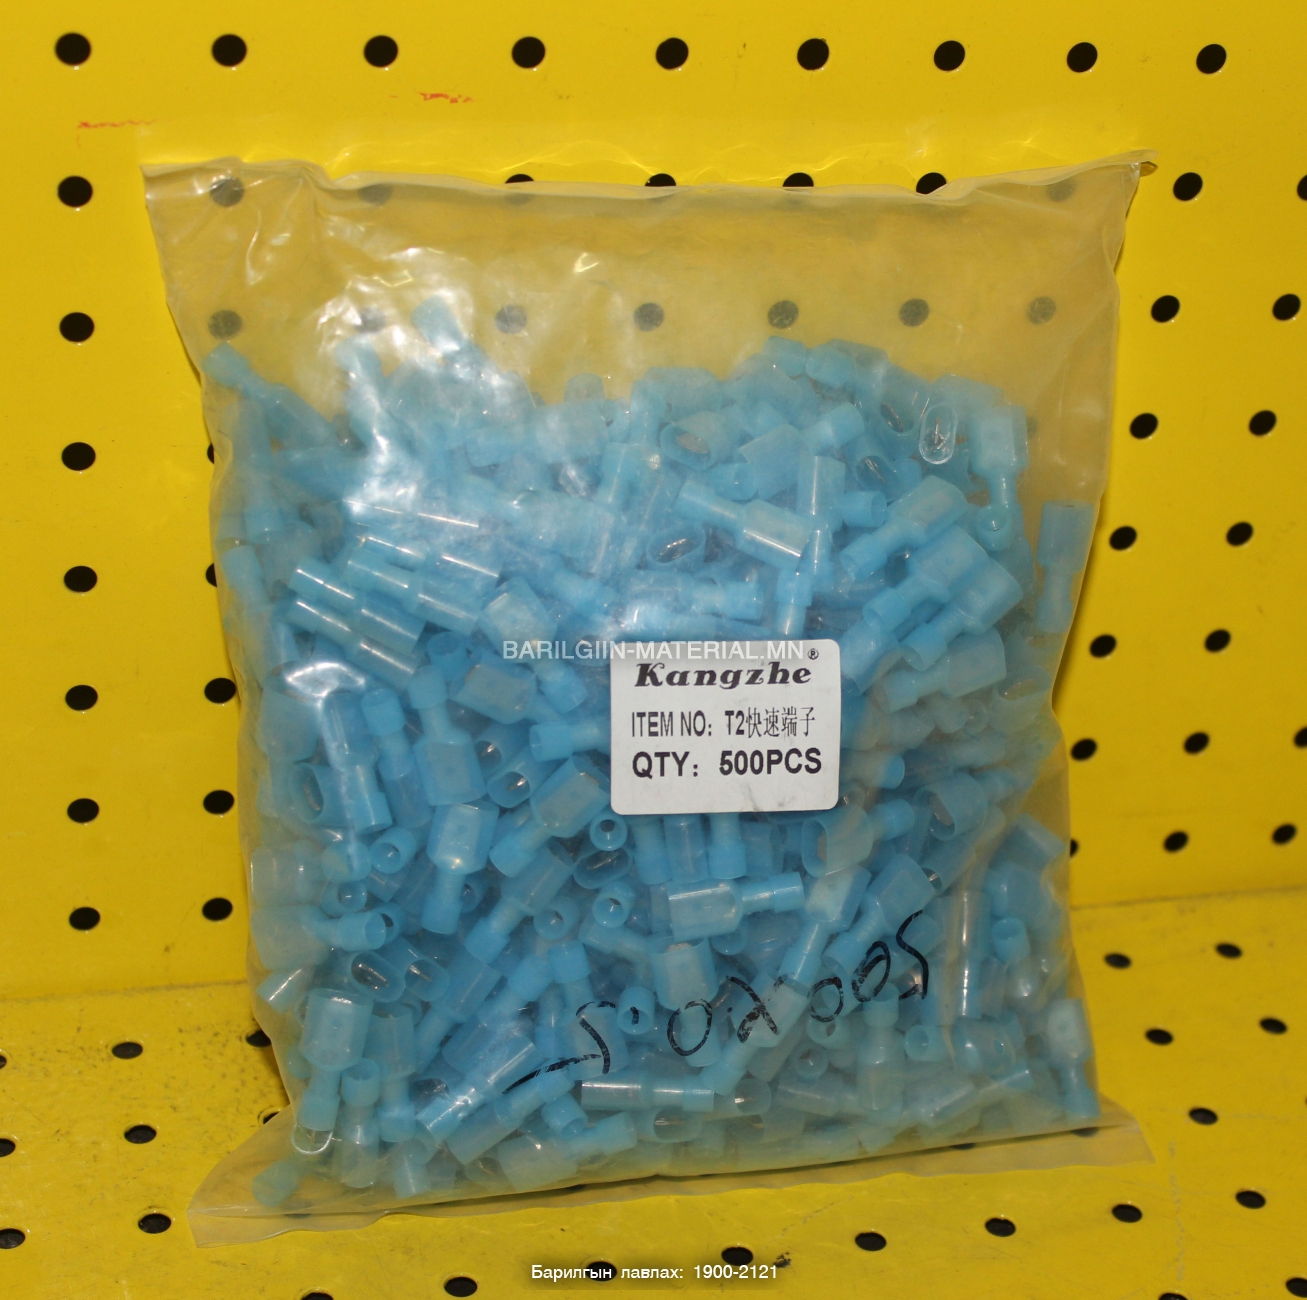 BARILGIIN-MATERIAL.MN
Kangzhe®
ITEM NO: T2快速端子
QTY: 500PCS
Барилгын лавлах: 1900-2121